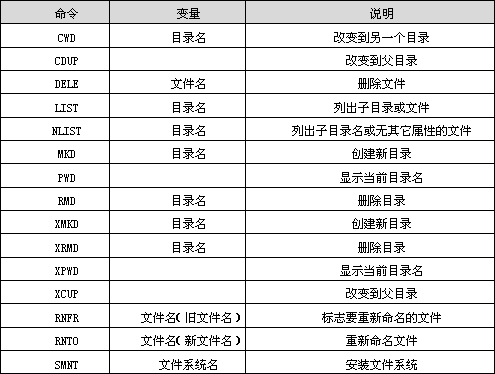 命令 变量 说明
CWD 目录名 改变到另一个目录
CDUP 改变到父目录
DELE 文件名 删除文件
LIST 目录名 列出子目录或文件
NLIST 目录名 列出子目录名或无其它属性的文件
MKD 目录名 创建新目录
PWD 显示当前目录名
RMD 目录名 删除目录
XMKD 目录名 创建新目录
XRMD 目录名 删除目录
XPWD 显示当前目录名
XCUP 改变到父目录
RNFR 文件名(旧文件名) 标志要重新命名的文件
RNTO 文件名(新文件名) 重新命名文件
SMNT 文件系统名 安装文件系统